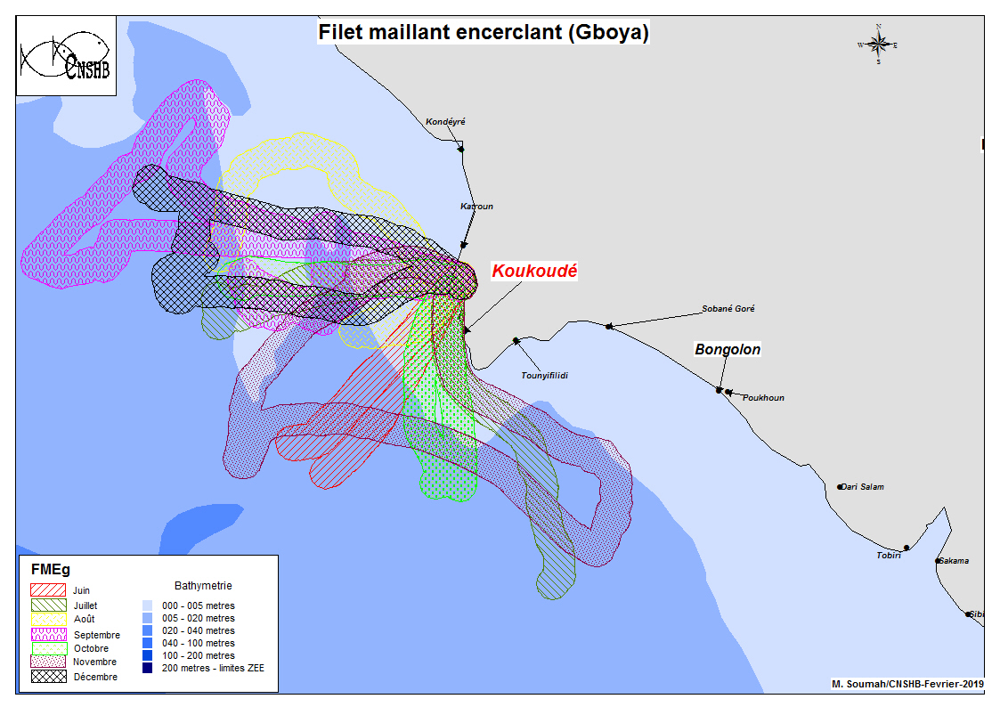 Filet maillant encerclant (Gboya)
CNSHB
N
W
E
S
Kondéyré
Katroun
Koukoudé
Sobané Goré
Bongolon
Tounyifilidi
Poukhoun
Dari Salam
Tobiri
Sakama
Sibi
FMEg
Juin
Juillet
Août
Septembre
Octobre
Novembre
Décembre
Bathymetrie
000 - 005 metres
005 - 020 metres
020 - 040 metres
040 - 100 metres
100 - 200 metres
200 metres - limites ZEE
M. Soumah/CNSHB-Fevrier-2019